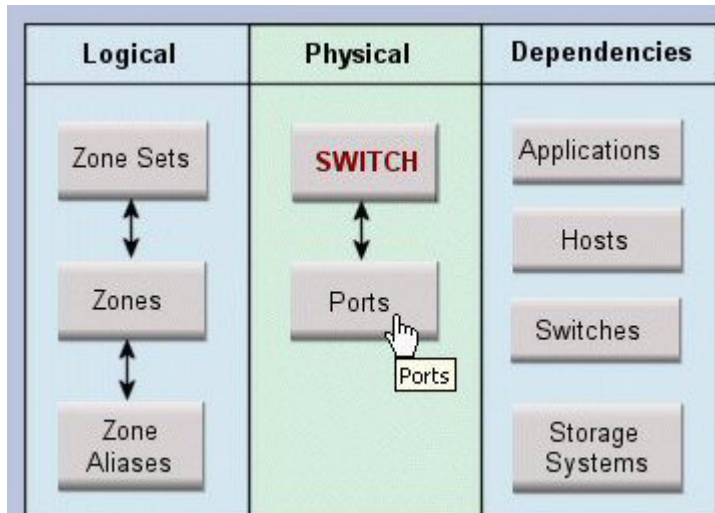 Logical
Physical
Dependencies
Zone Sets
SWITCH
Applications
Hosts
Zones
Ports
Switches
Ports
Zone
Aliases
Storage
Systems